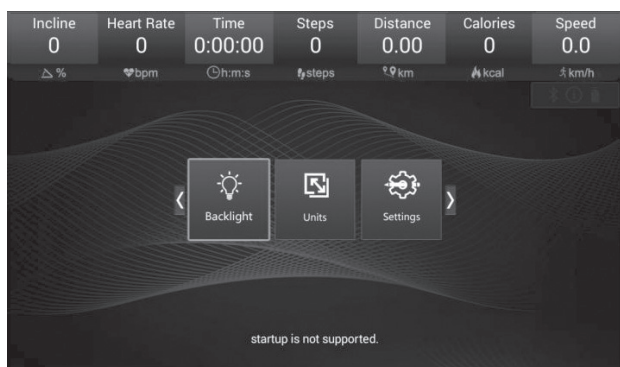 Incline Heart Rate Time Steps Distance Calories Speed
0 0 0:00:00 0 0.00 0 0.0
% bpm h:m:s steps km kcal km/h
Backlight Units Settings
startup is not supported.